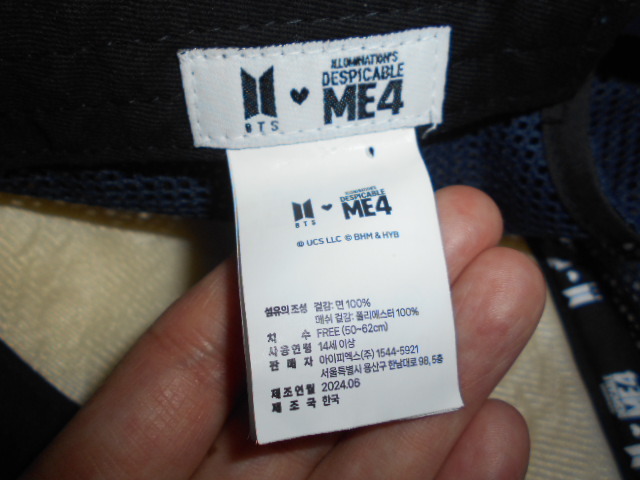 BTS
ILLUMINATION'S
DESPICABLE
ME4
BTS
ILLUMINATION'S
DESPICABLE
ME4
© UCS LLC © BHM & HYB
섬유의 조성 겉감: 면 100%
매쉬 겉감: 폴리에스터 100%
치 수 FREE (50~62cm)
사용연령 14세 이상
판 매 자 아이피엑스(주) 1544-5921
서울특별시 용산구 한남대로 98, 5층
제조연월 2024.06
제 조 국 한국